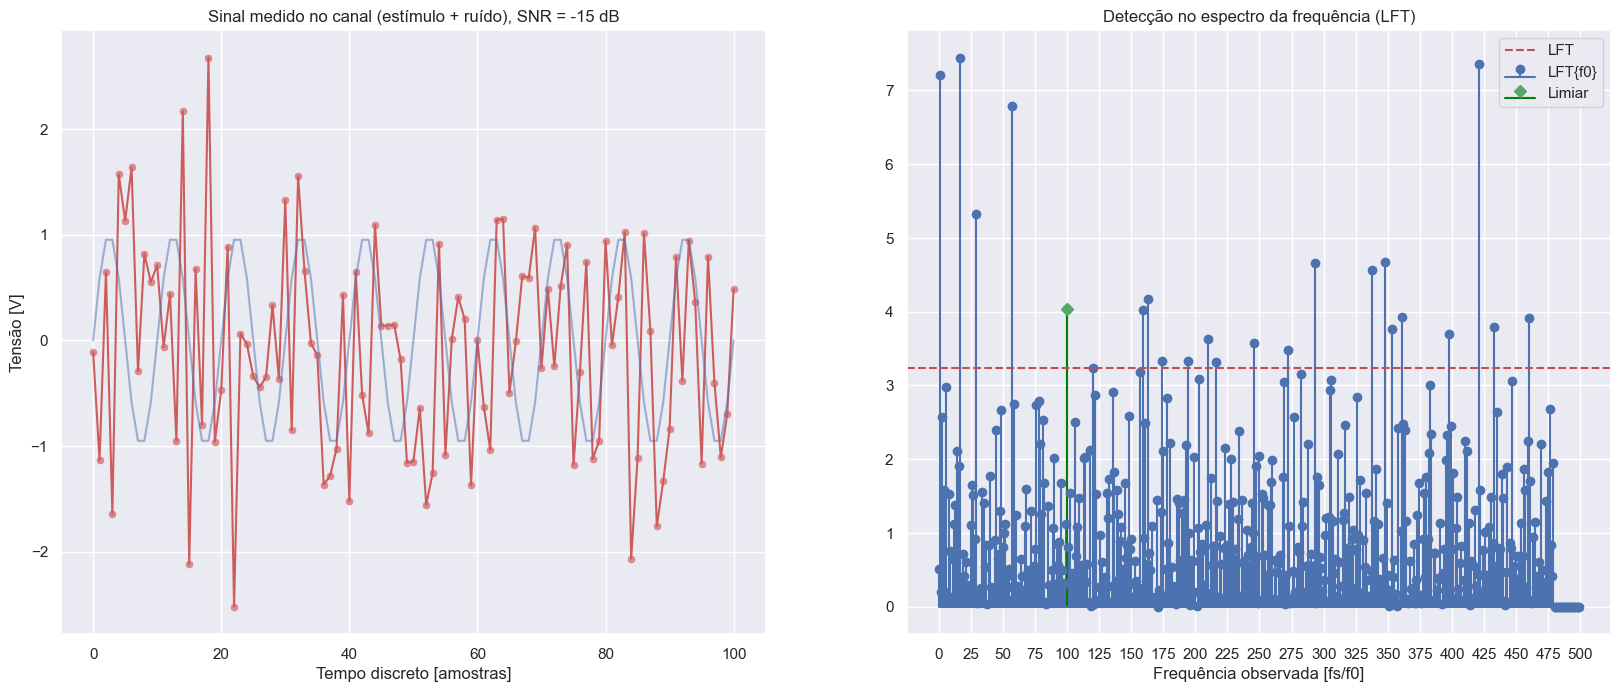 Sinal medido no canal (estímulo + ruído), SNR = -15 dB
Tensão [V]
2
1
0
−1
−2
0 20 40 60 80 100
Tempo discreto [amostras]
Detecção no espectro da frequência (LFT)
LFT
LFT{f0}
Limiar
7
6
5
4
3
2
1
0
0 25 50 75 100 125 150 175 200 225 250 275 300 325 350 375 400 425 450 475 500
Frequência observada [fs/f0]